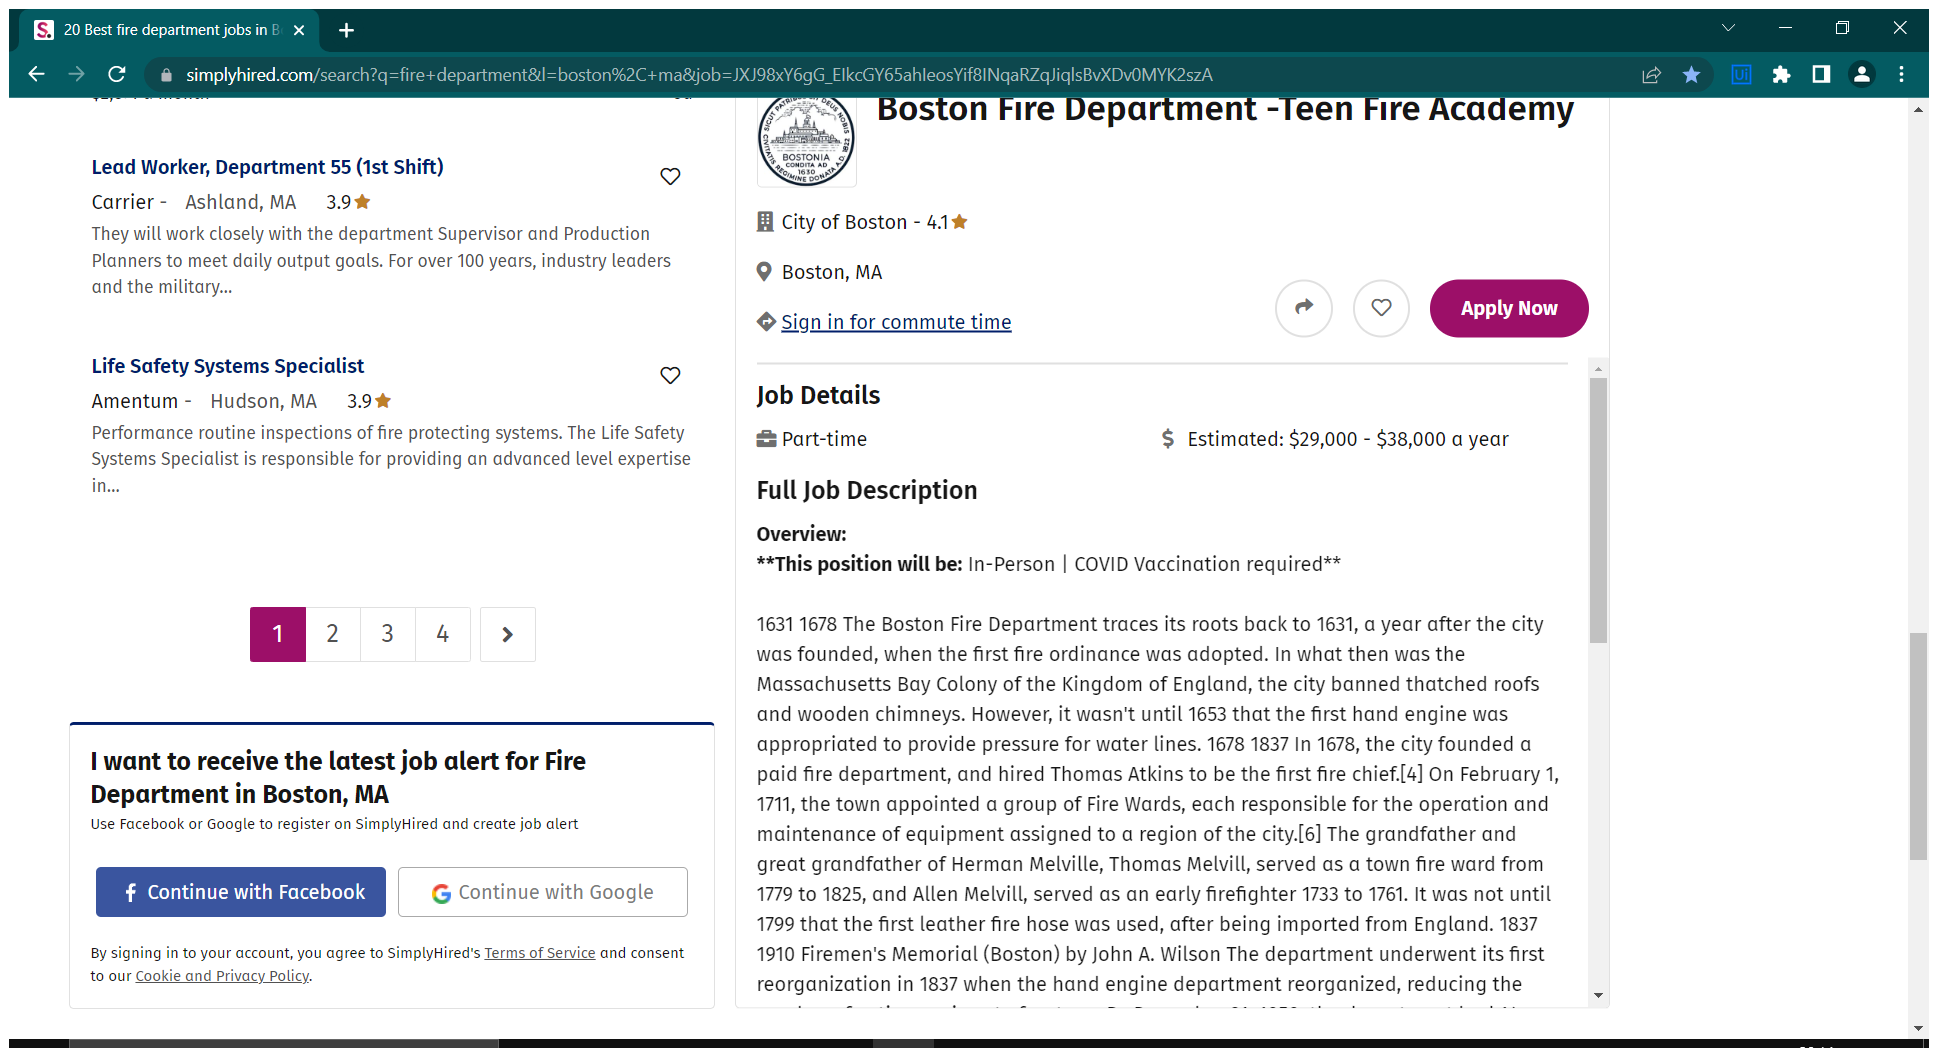 20 Best fire department jobs in B
simplyhired.com/search?q=fire+department&l=boston%2C+ma&job=JXJ98xY6gG_EIkcGY65ahIeosYif8INqaRZqJiqlsBvXDv0MYK2szA
Lead Worker, Department 55 (1st Shift)
Carrier - Ashland, MA 3.9
They will work closely with the department Supervisor and Production
Planners to meet daily output goals. For over 100 years, industry leaders
and the military...
Life Safety Systems Specialist
Amentum - Hudson, MA 3.9
Performance routine inspections of fire protecting systems. The Life Safety
Systems Specialist is responsible for providing an advanced level expertise
in...
1 2 3 4
I want to receive the latest job alert for Fire
Department in Boston, MA
Use Facebook or Google to register on SimplyHired and create job alert
Continue with Facebook
Continue with Google
By signing in to your account, you agree to SimplyHired's Terms of Service and consent
to our Cookie and Privacy Policy.
Boston Fire Department -Teen Fire Academy
BOSTONIA
CONDITA AD
1630
City of Boston - 4.1
Boston, MA
Sign in for commute time
Apply Now
Job Details
Part-time
$ Estimated: $29,000 - $38,000 a year
Full Job Description
Overview:
**This position will be: In-Person | COVID Vaccination required**
1631 1678 The Boston Fire Department traces its roots back to 1631, a year after the city
was founded, when the first fire ordinance was adopted. In what then was the
Massachusetts Bay Colony of the Kingdom of England, the city banned thatched roofs
and wooden chimneys. However, it wasn't until 1653 that the first hand engine was
appropriated to provide pressure for water lines. 1678 1837 In 1678, the city founded a
paid fire department, and hired Thomas Atkins to be the first fire chief.[4] On February 1,
1711, the town appointed a group of Fire Wards, each responsible for the operation and
maintenance of equipment assigned to a region of the city.[6] The grandfather and
great grandfather of Herman Melville, Thomas Melvill, served as a town fire ward from
1779 to 1825, and Allen Melvill, served as an early firefighter 1733 to 1761. It was not until
1799 that the first leather fire hose was used, after being imported from England. 1837
1910 Firemen's Memorial (Boston) by John A. Wilson The department underwent its first
reorganization in 1837 when the hand engine department reorganized, reducing the